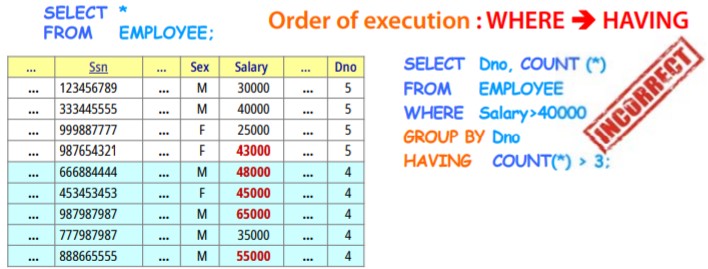 SELECT *
FROM EMPLOYEE;
Order of execution : WHERE ➔ HAVING
... Ssn ... Sex Salary ... Dno
... 123456789 ... M 30000 ... 5
... 333445555 ... M 40000 ... 5
... 999887777 ... F 25000 ... 5
... 987654321 ... F 43000 ... 5
... 666884444 ... M 48000 ... 4
... 453453453 ... F 45000 ... 4
... 987987987 ... M 65000 ... 4
... 777987987 ... M 35000 ... 4
... 888665555 ... M 55000 ... 4
SELECT Dno, COUNT (*)
FROM EMPLOYEE
WHERE Salary>40000
GROUP BY Dno
HAVING COUNT(*) > 3;
INCORRECT